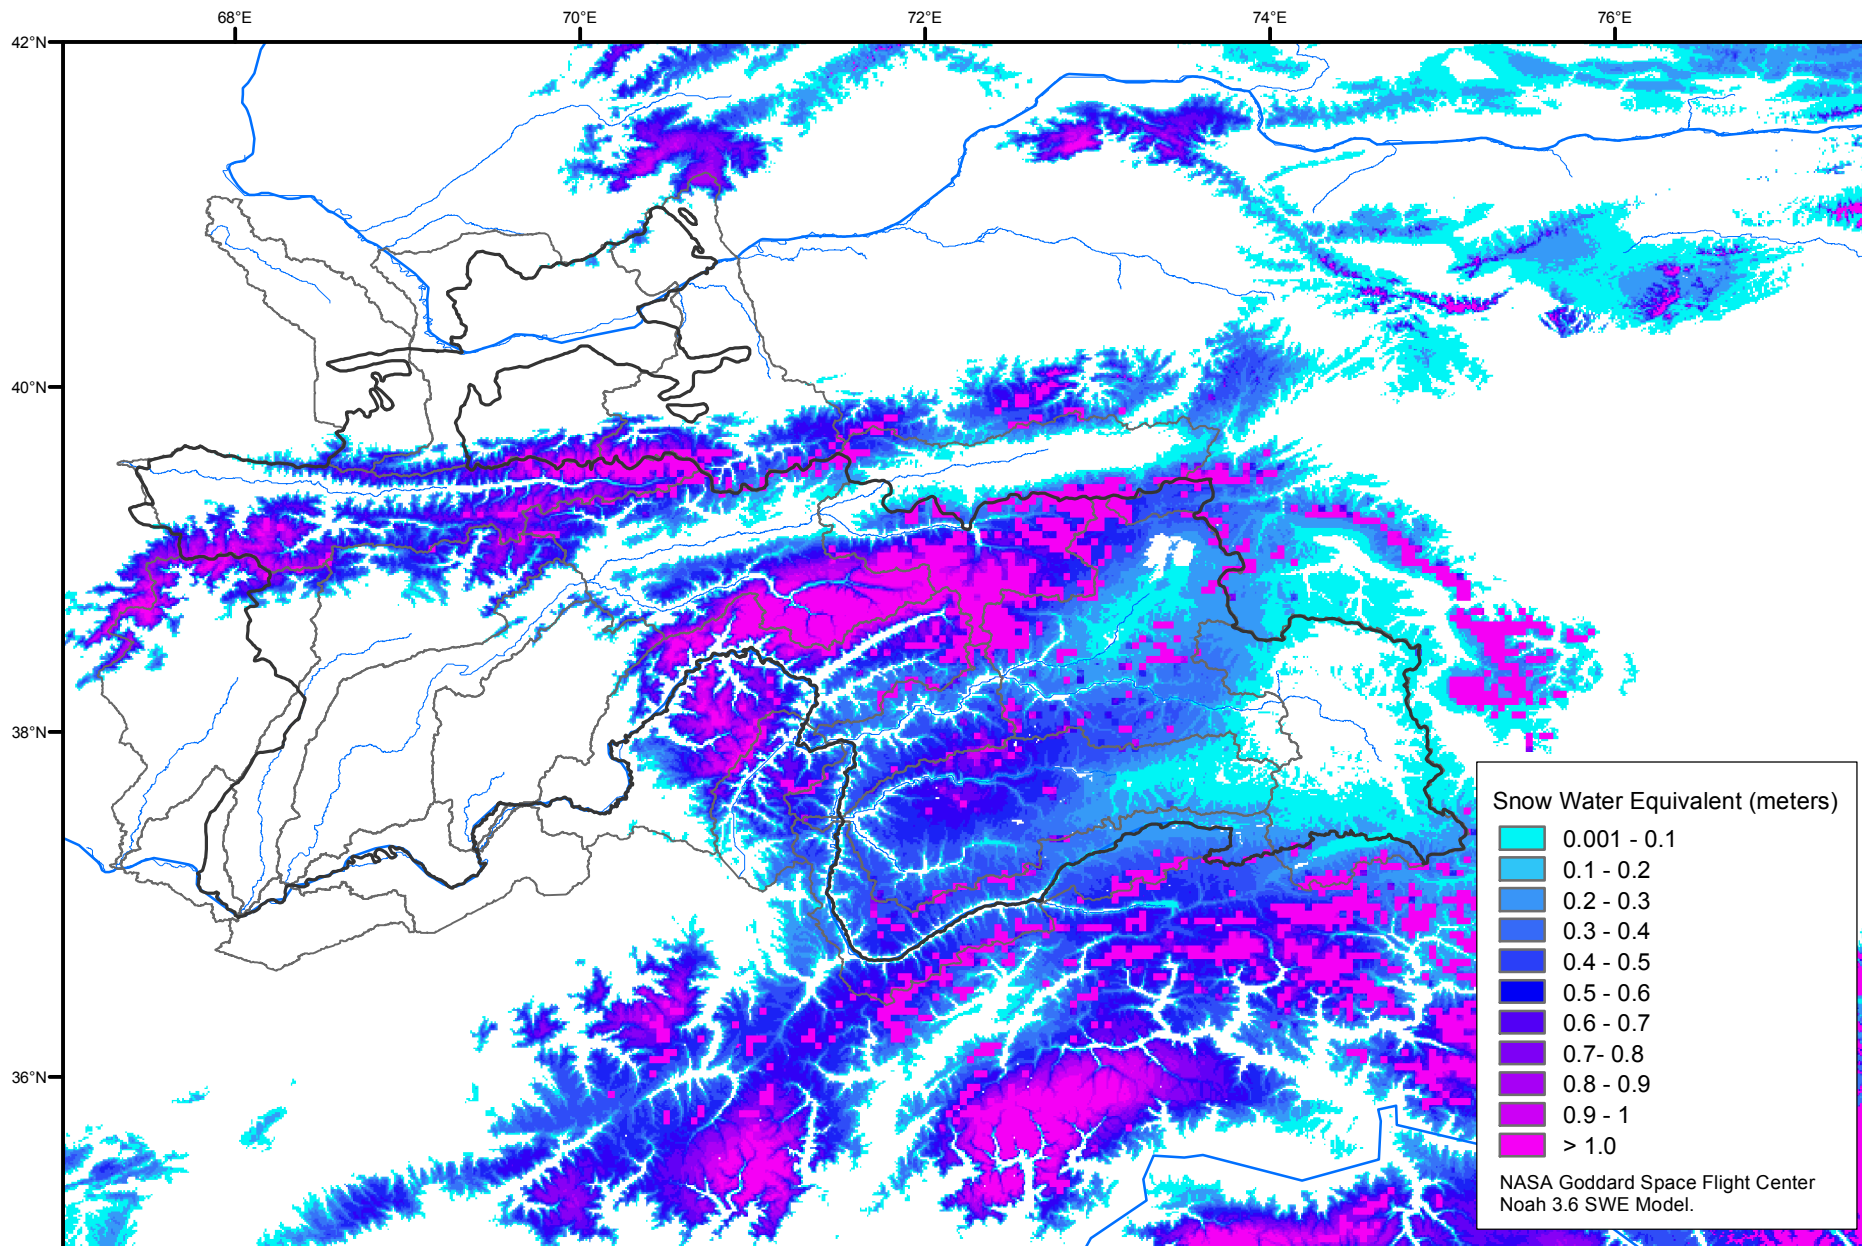 68°E 70°E 72°E 74°E 76°E
42°N
40°N
38°N
36°N
Snow Water Equivalent (meters)
0.001 - 0.1
0.1 - 0.2
0.2 - 0.3
0.3 - 0.4
0.4 - 0.5
0.5 - 0.6
0.6 - 0.7
0.7- 0.8
0.8 - 0.9
0.9 - 1
> 1.0
NASA Goddard Space Flight Center
Noah 3.6 SWE Model.